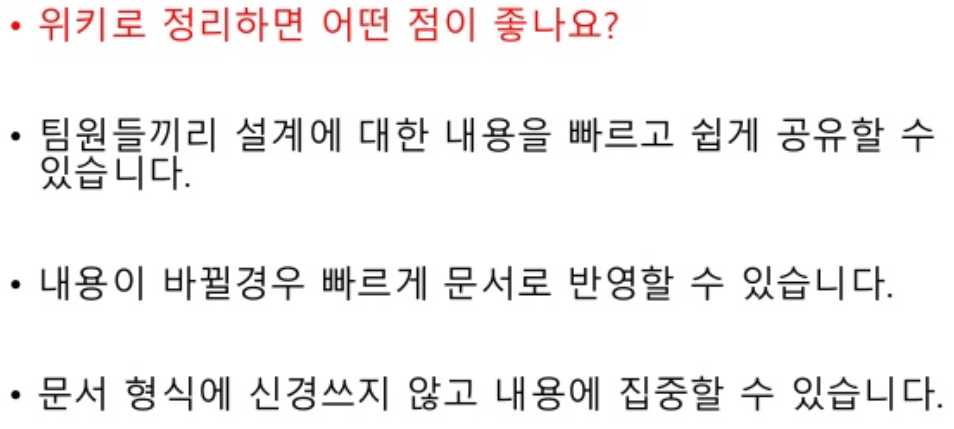 • 위키로 정리하면 어떤 점이 좋나요?
• 팀원들끼리 설계에 대한 내용을 빠르고 쉽게 공유할 수
있습니다.
• 내용이 바뀔경우 빠르게 문서로 반영할 수 있습니다.
• 문서 형식에 신경쓰지 않고 내용에 집중할 수 있습니다.